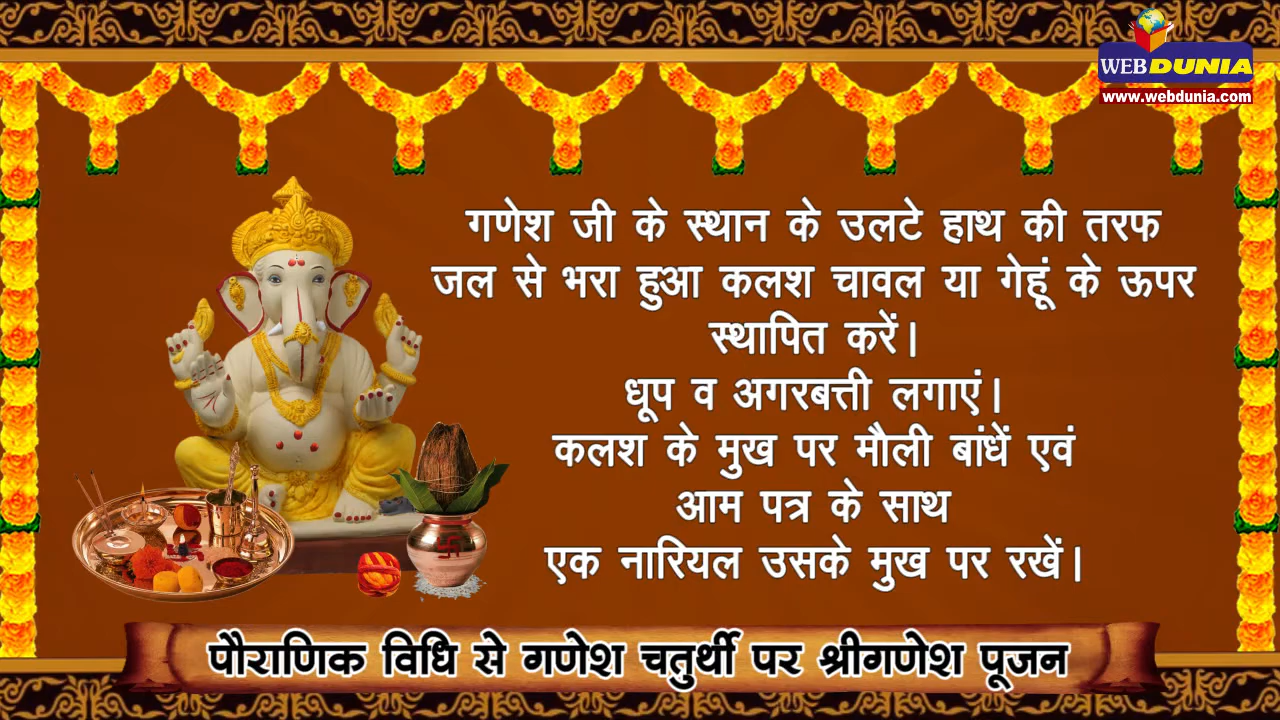 WEBDUNIA
www.webdunia.com
गणेश जी के स्थान के उलटे हाथ की तरफ
जल से भरा हुआ कलश चावल या गेहूं के ऊपर
स्थापित करें।
धूप व अगरबत्ती लगाएं।
कलश के मुख पर मौली बांधें एवं
आम पत्र के साथ
एक नारियल उसके मुख पर रखें।
पौराणिक विधि से गणेश चतुर्थी पर श्रीगणेश पूजन